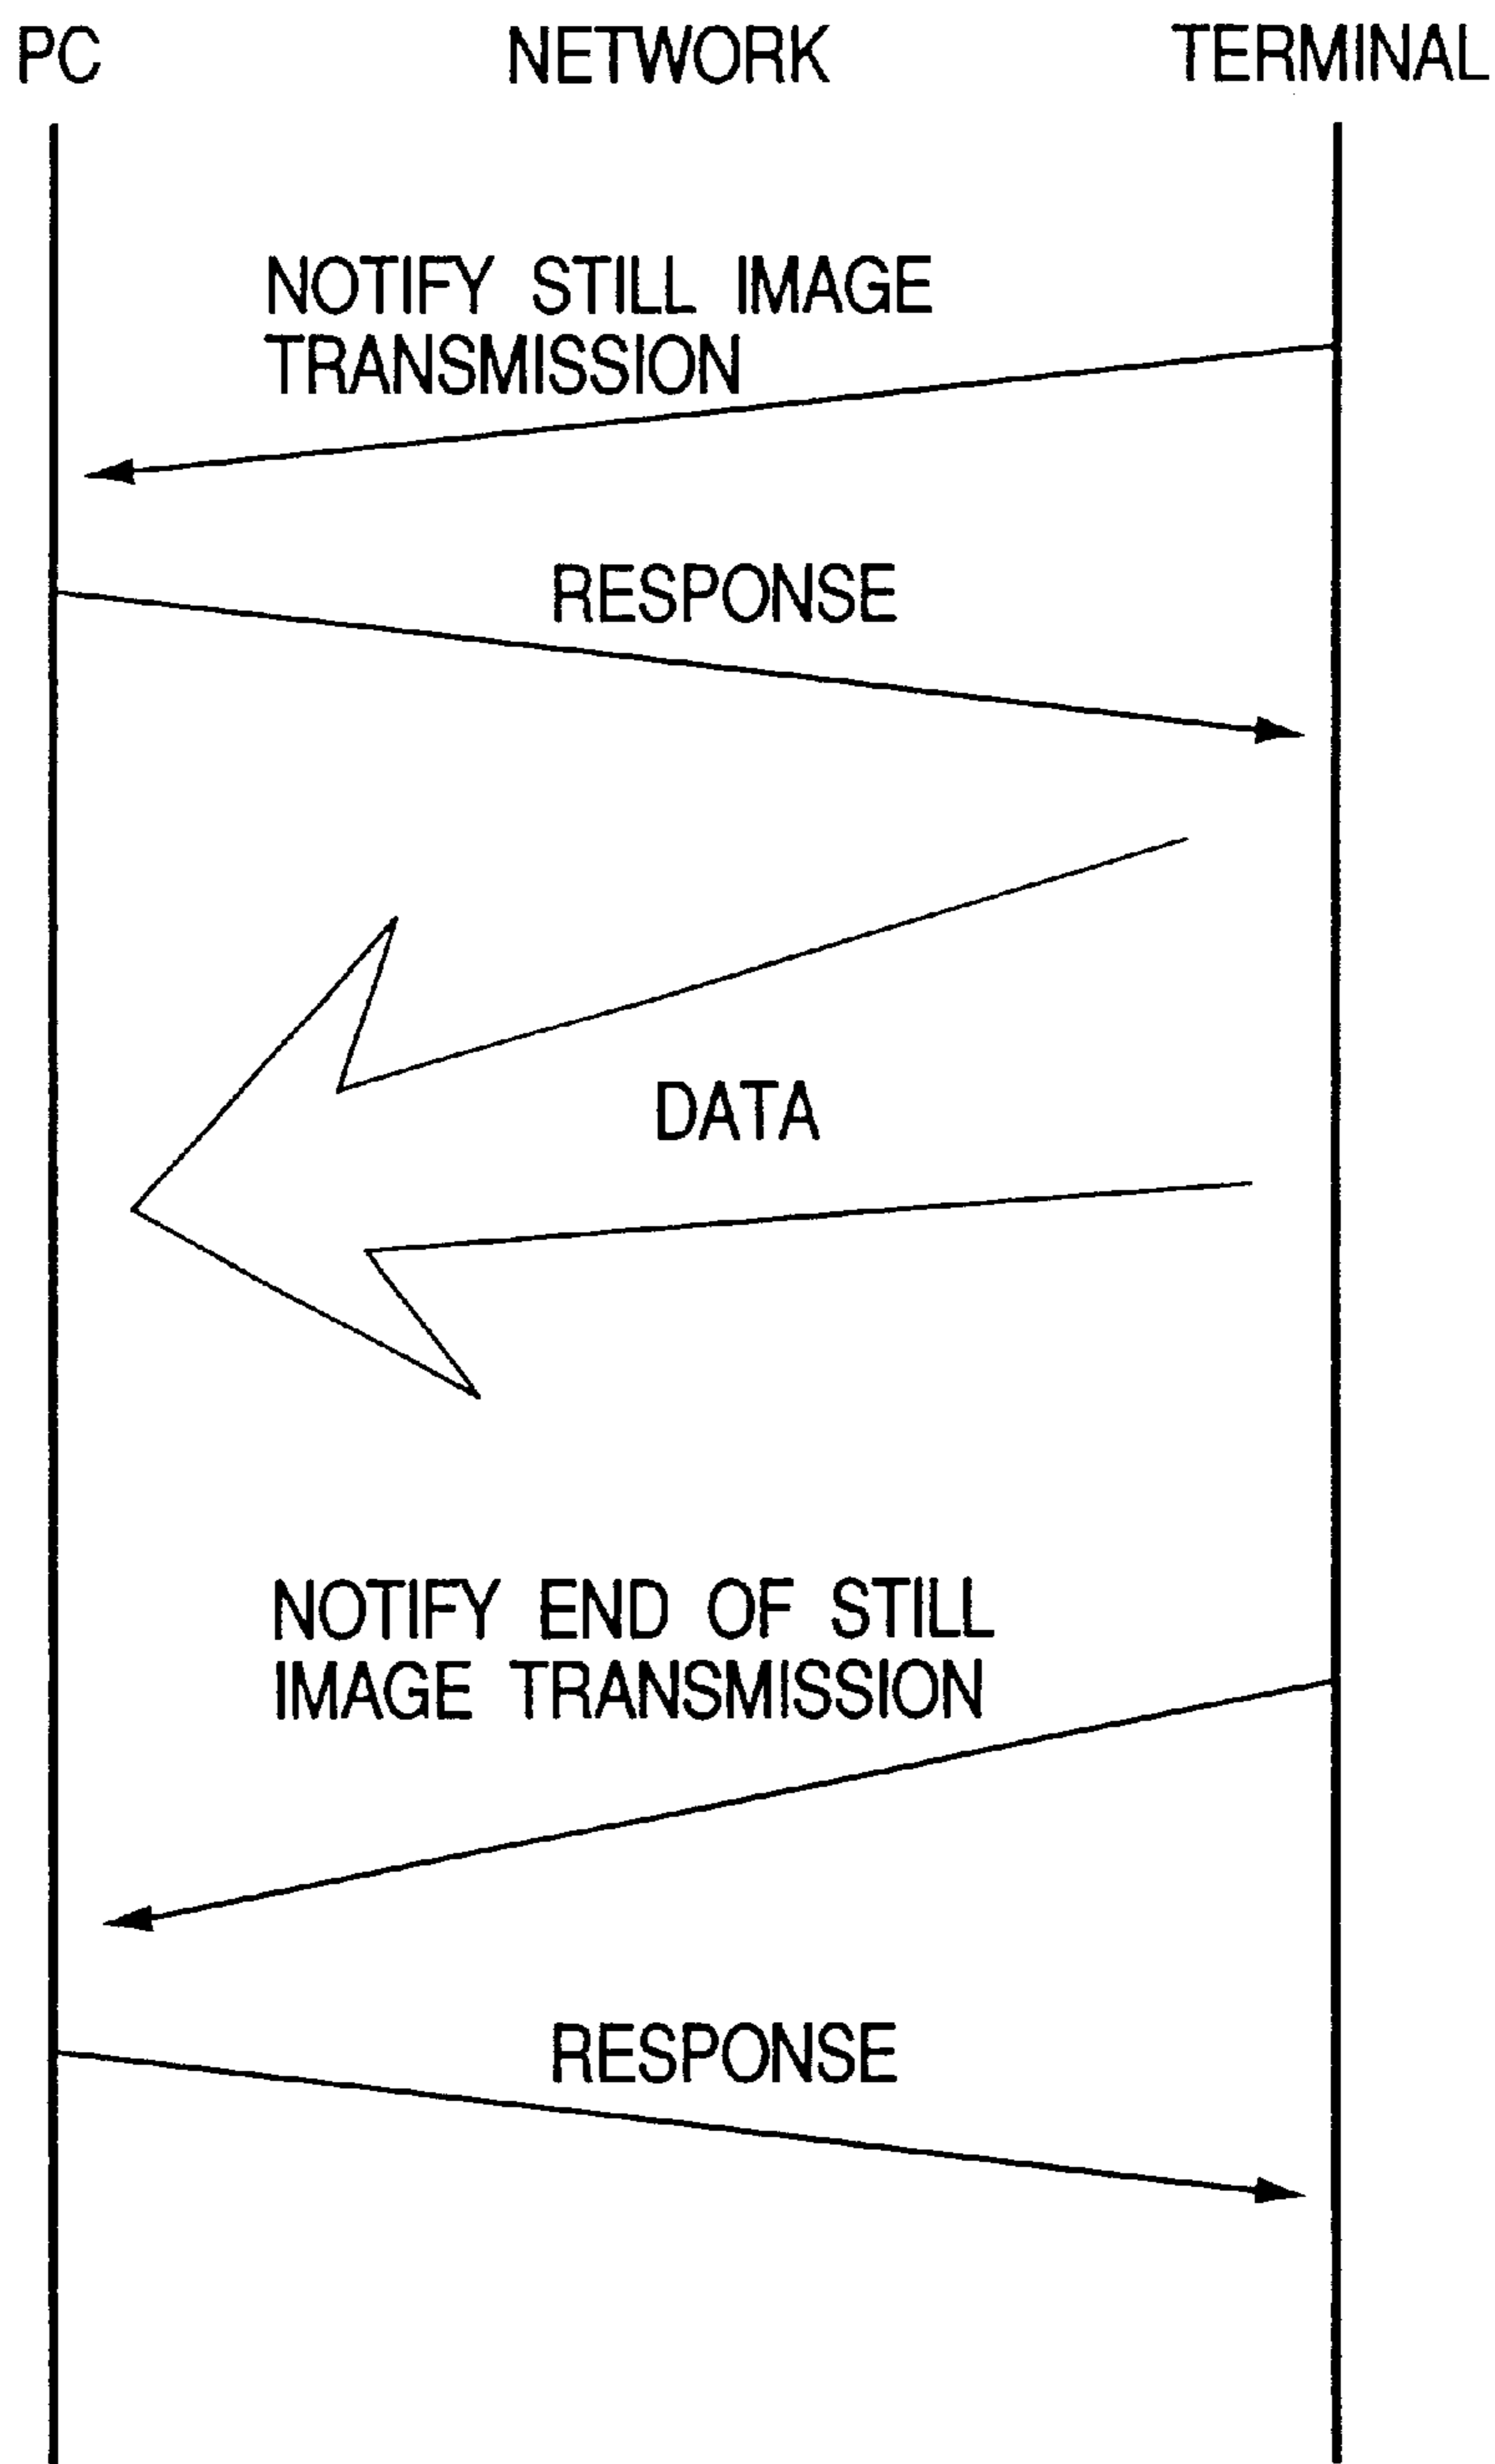 PC NETWORK TERMINAL
NOTIFY STILL IMAGE
TRANSMISSION
RESPONSE
DATA
NOTIFY END OF STILL
IMAGE TRANSMISSION
RESPONSE